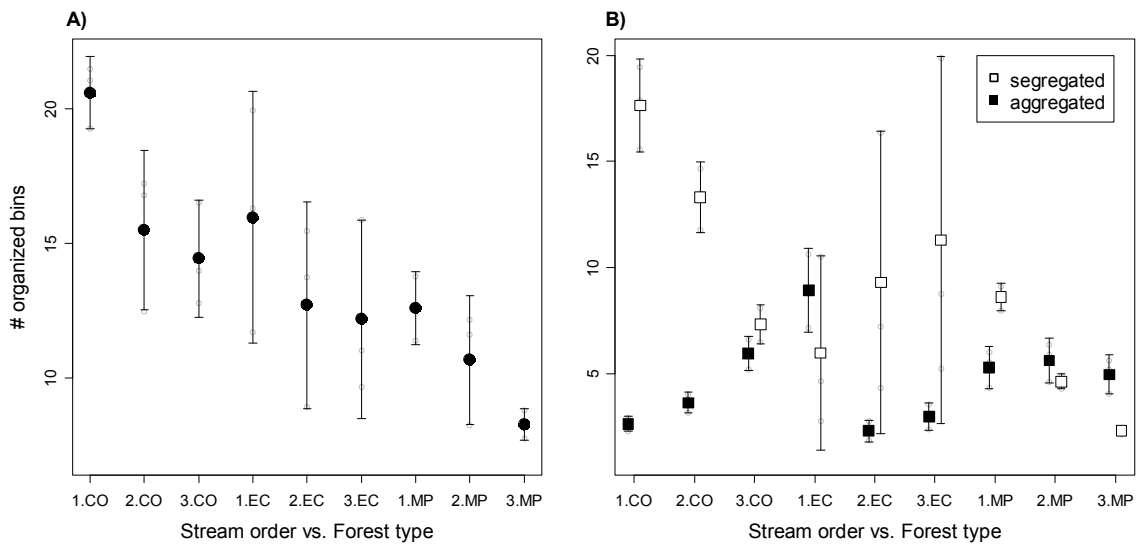 A)
# organized bins
20
15
10
1.CO 2.CO 3.CO 1.EC 2.EC 3.EC 1.MP 2.MP 3.MP
Stream order vs. Forest type
B)
20
15
10
5
segregated
aggregated
1.CO 2.CO 3.CO 1.EC 2.EC 3.EC 1.MP 2.MP 3.MP
Stream order vs. Forest type